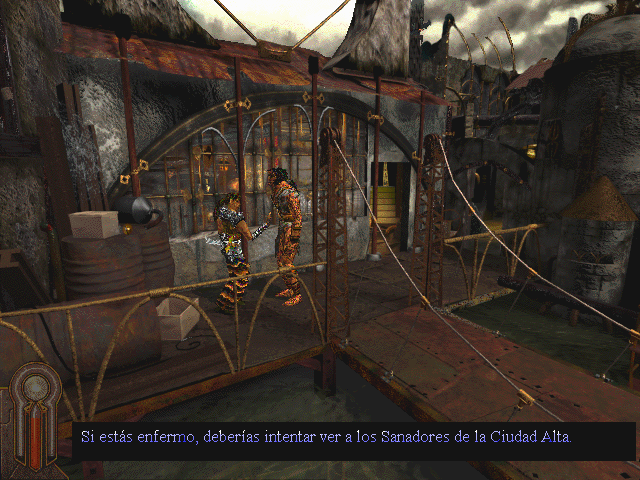 Si estás enfermo, deberías intentar ver a los Sanadores de la Ciudad Alta.